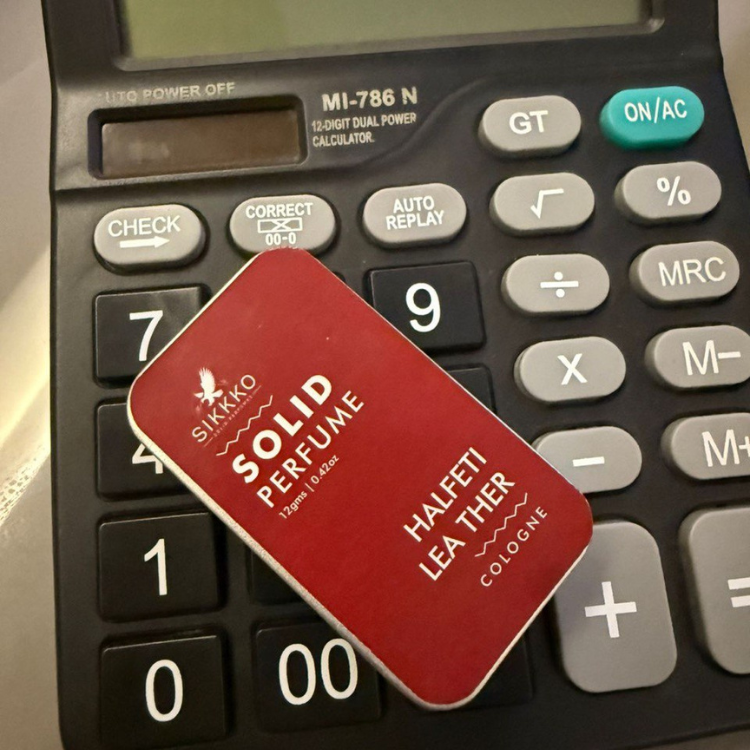 AUTO POWER OFF
MI-786 N
12-DIGIT DUAL POWER
CALCULATOR.
GT
ON/AC
CHECK
CORRECT
00-0
AUTO
REPLAY
√
%
7
9
÷
MRC
X
M−
4
−
M+
1
+
=
0
00
SIKKKO
SOLID
PERFUME
12gms | 0.42oz
HALFETI
LEA THER
COLOGNE